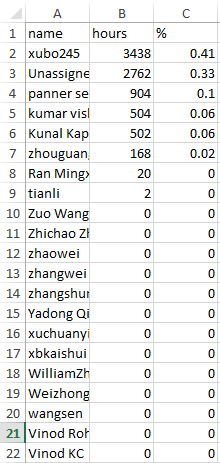 A B C
1 name hours %
2 xubo245 3438 0.41
3 Unassigne 2762 0.33
4 panner se 904 0.1
5 kumar vis 504 0.06
6 Kunal Kap 502 0.06
7 zhouguan 168 0.02
8 Ran Ming 20 0
9 tianli 2 0
10 Zuo Wang 0 0
11 Zhichao Z 0 0
12 zhaowei 0 0
13 zhangwei 0 0
14 zhangshu 0 0
15 Yadong Qi 0 0
16 xuchuanyi 0 0
17 xbkaishui 0 0
18 WilliamZh 0 0
19 Weizhong 0 0
20 wangsen 0 0
21 Vinod Roh 0 0
22 Vinod KC 0 0